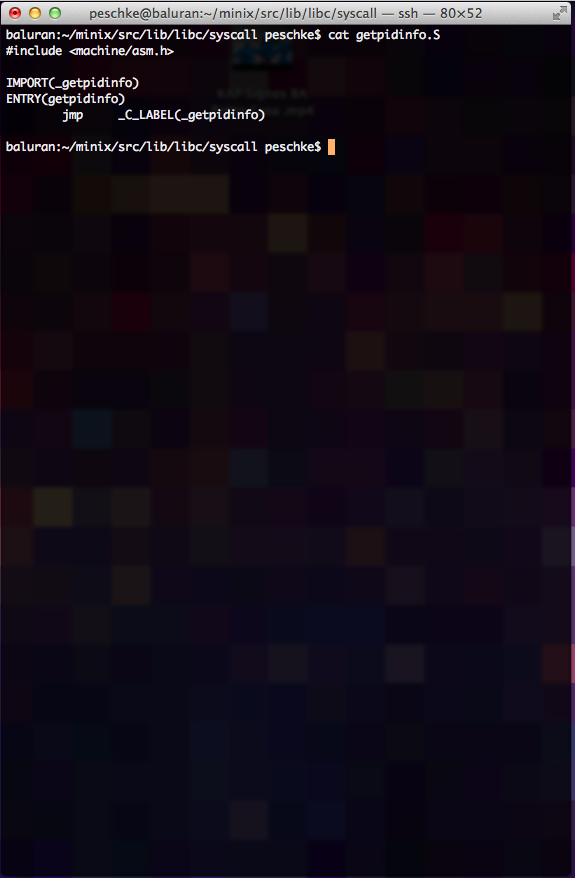 peschke@baluran:~/minix/src/lib/libc/syscall — ssh — 80×52
baluran:~/minix/src/lib/libc/syscall peschke$ cat getpidinfo.S
#include <machine/asm.h>
IMPORT(_getpidinfo)
ENTRY(getpidinfo)
jmp _C_LABEL(_getpidinfo)
baluran:~/minix/src/lib/libc/syscall peschke$